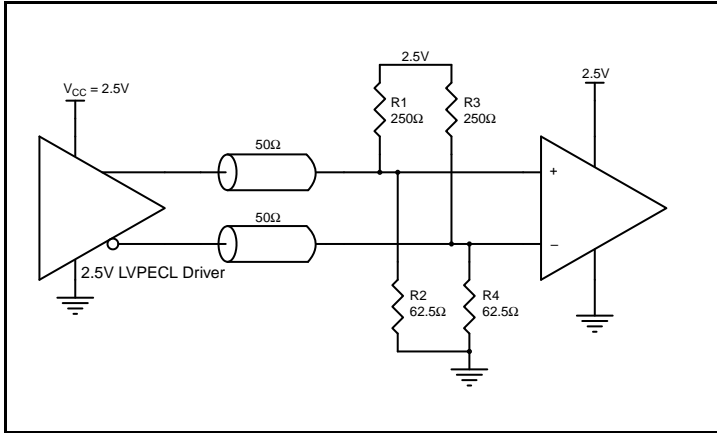 2.5V
V_CC = 2.5V
2.5V
R1
250Ω
R3
250Ω
50Ω
+
50Ω
−
2.5V LVPECL Driver
R2
62.5Ω
R4
62.5Ω